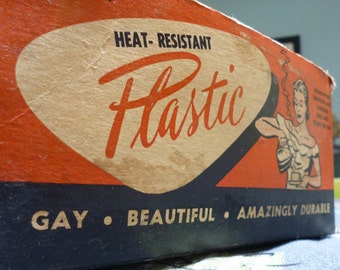 HEAT-RESISTANT
Plastic
GAY • BEAUTIFUL • AMAZINGLY DURABLE